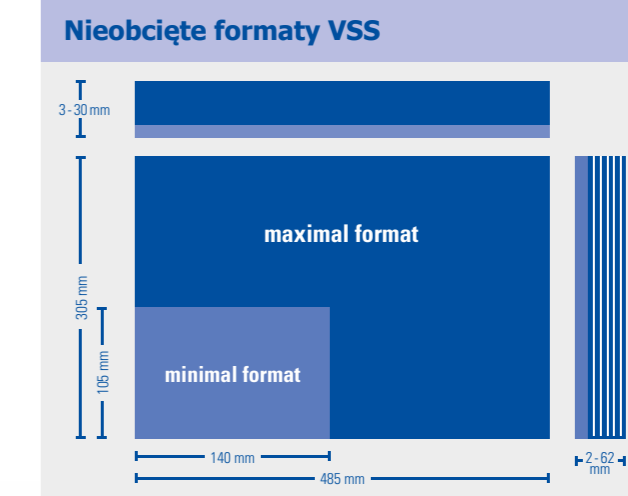 Nieobcięte formaty VSS
3-30 mm
maximal format
305 mm
105 mm
minimal format
140 mm
485 mm
2-62
mm